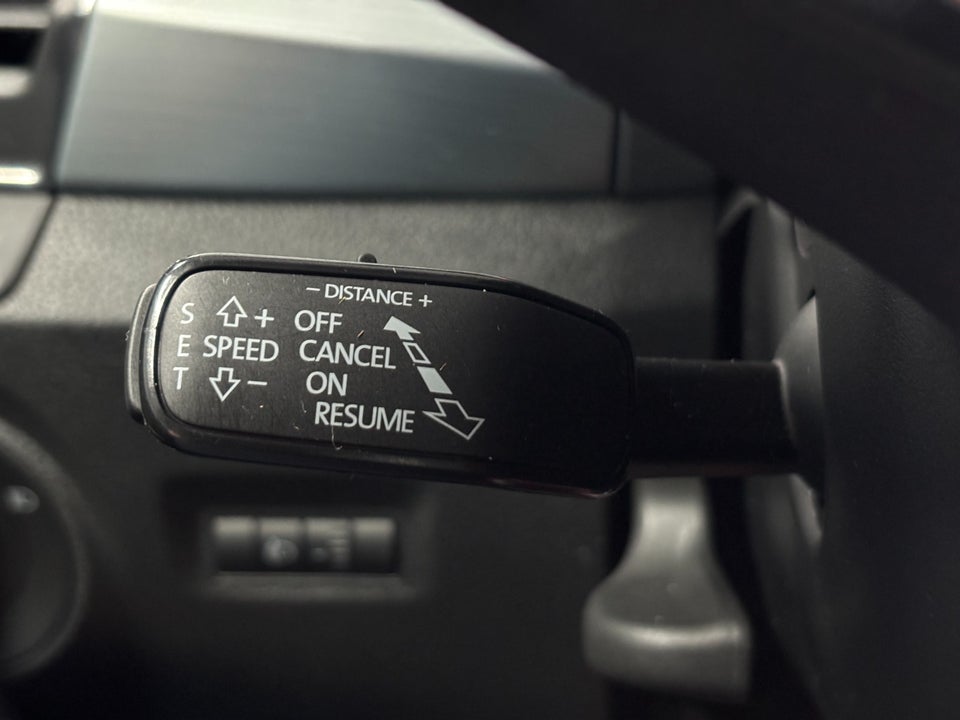 − DISTANCE +
S + OFF
E SPEED CANCEL
T − ON
RESUME